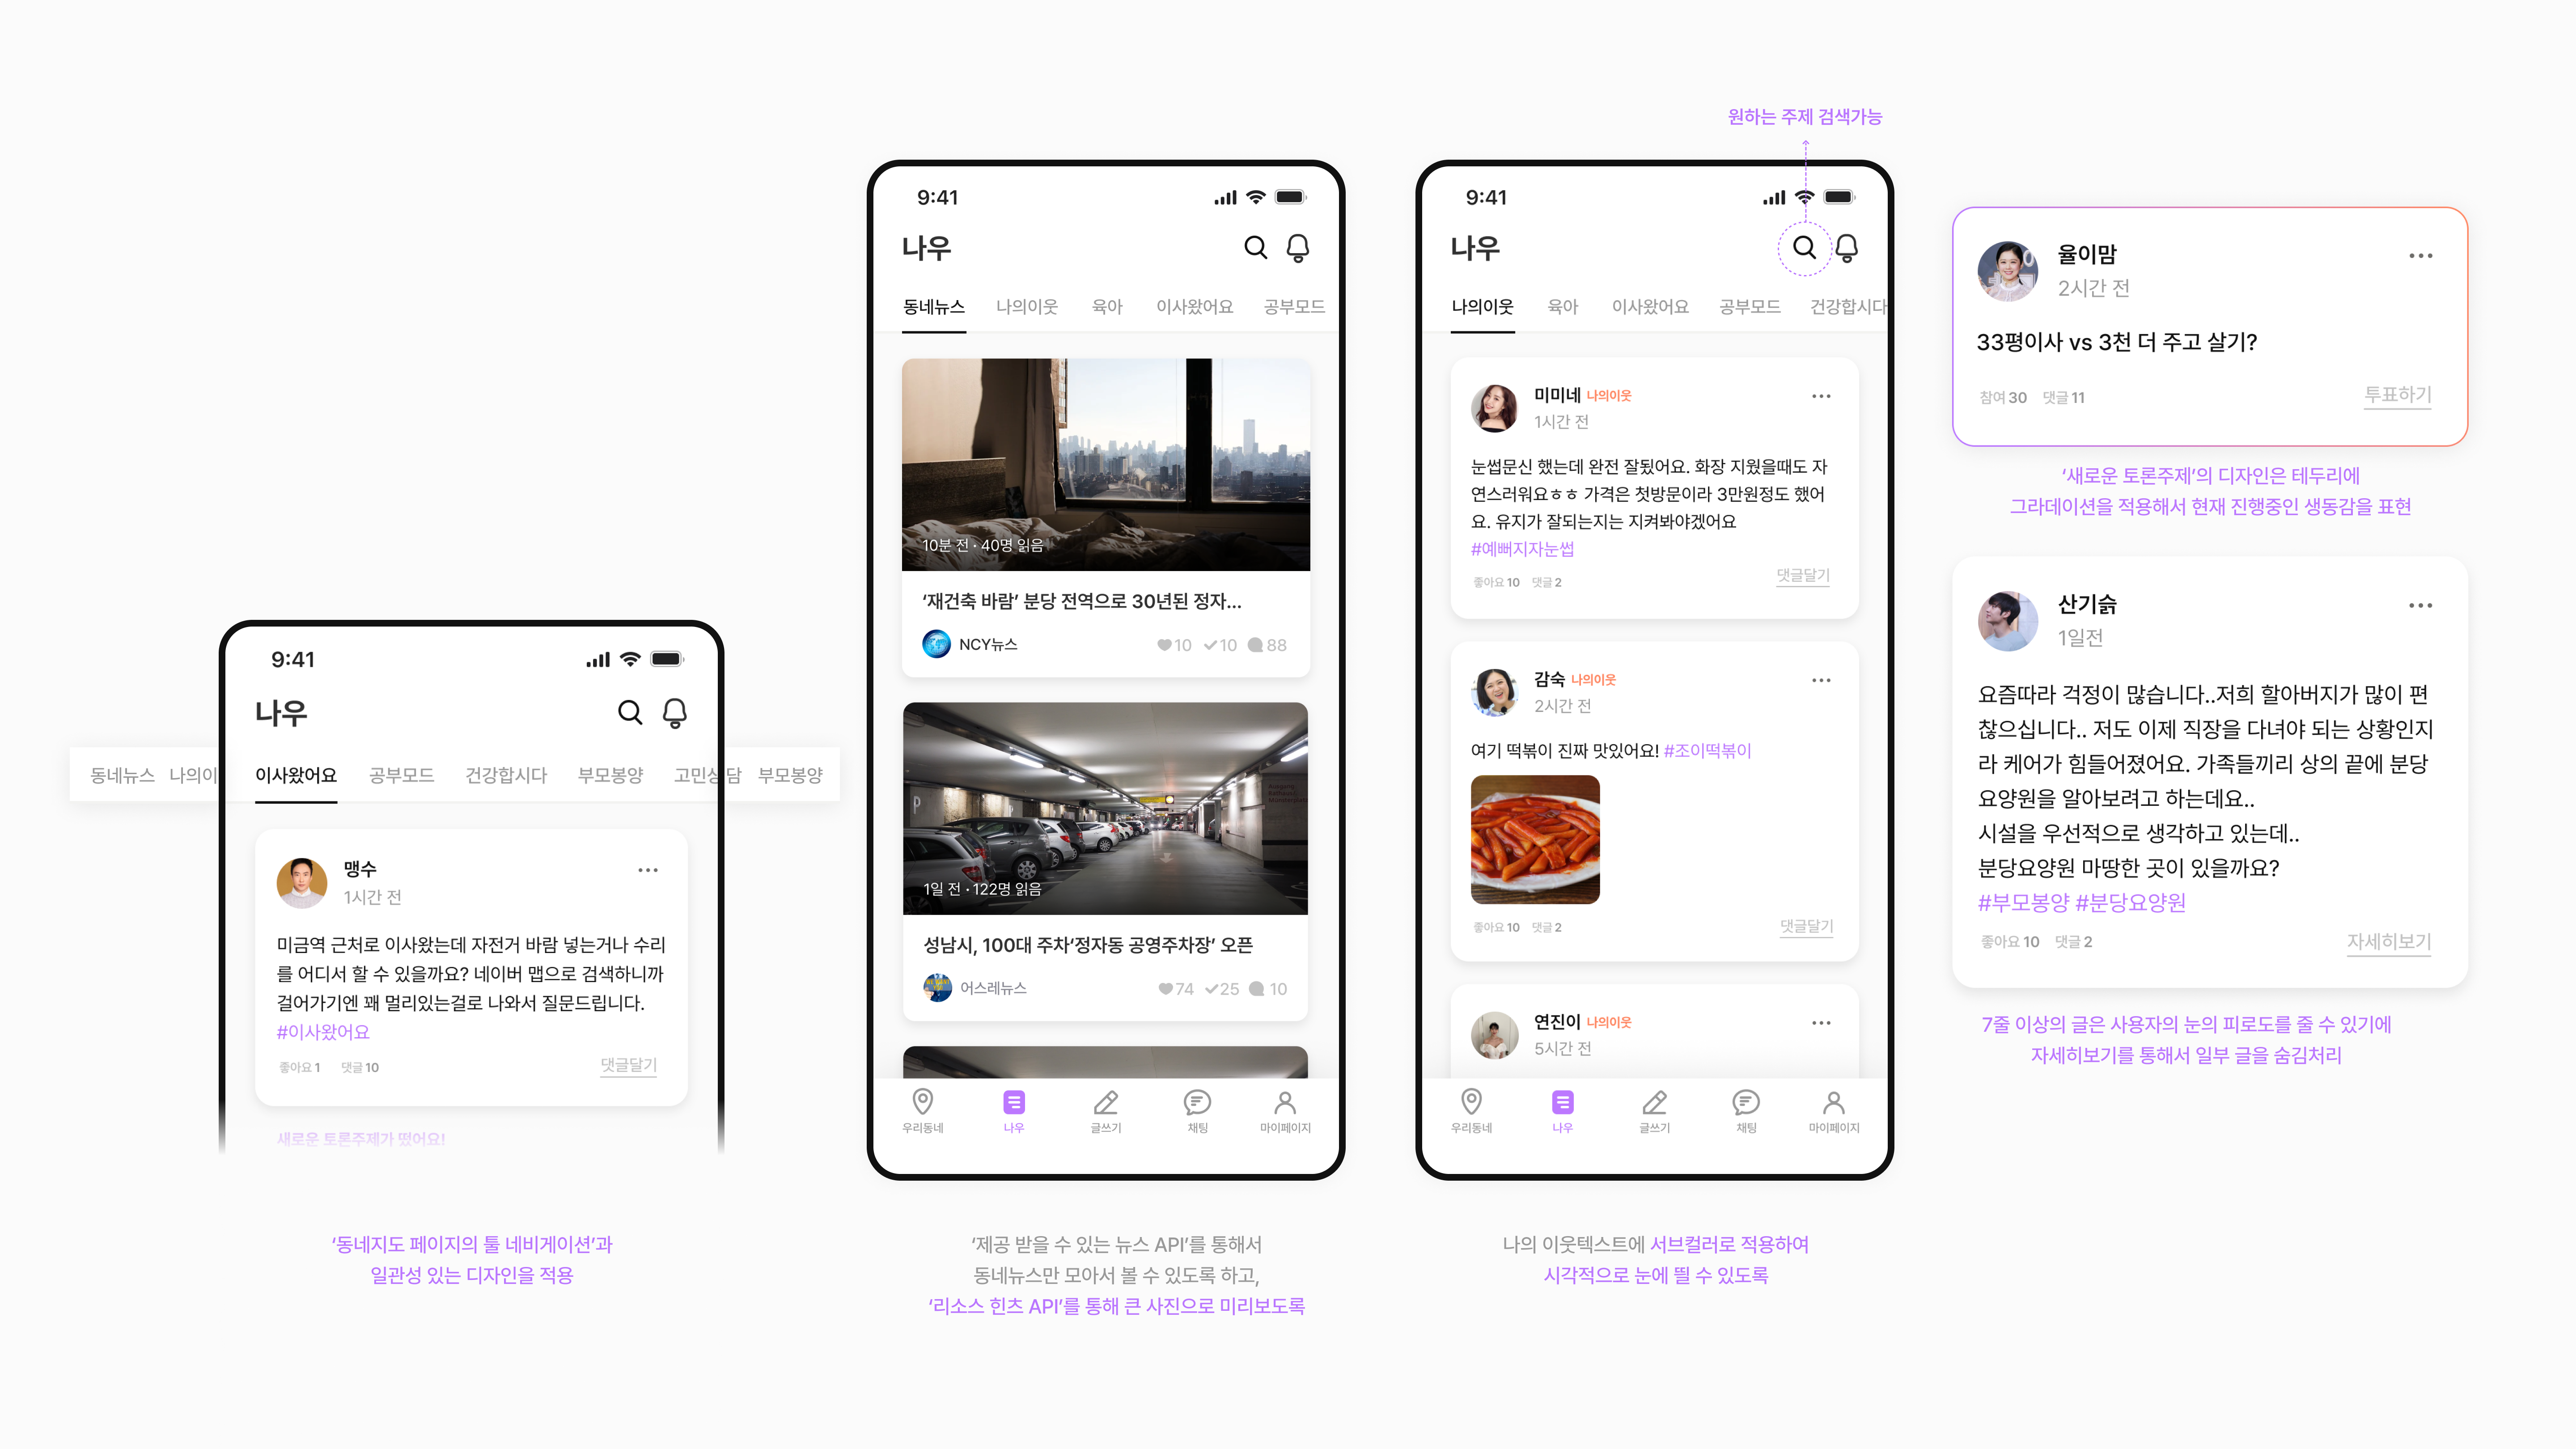 9:41
나우
동네뉴스 나의이
이사왔어요 공부모드 건강합시다 부모봉양 고민상담 부모봉양
맹수
1시간 전
미금역 근처로 이사왔는데 자전거 바람 넣는거나 수리
를 어디서 할 수 있을까요? 네이버 맵으로 검색하니까
걸어가기엔 꽤 멀리있는걸로 나와서 질문드립니다.
#이사왔어요
좋아요 1 댓글 10 댓글달기
새로운 토론주제가 떴어요!
‘동네지도 페이지의 툴 네비게이션’과
일관성 있는 디자인을 적용
9:41
나우
동네뉴스 나의이웃 육아 이사왔어요 공부모드
10분 전 · 40명 읽음
‘재건축 바람’ 분당 전역으로 30년된 정자...
NCY뉴스 10 10 88
1일 전 · 122명 읽음
성남시, 100대 주차‘정자동 공영주차장’ 오픈
어스레뉴스 74 25 10
우리동네 나우 글쓰기 채팅 마이페이지
‘제공 받을 수 있는 뉴스 API’를 통해서
동네뉴스만 모아서 볼 수 있도록 하고,
‘리소스 힌츠 API’를 통해 큰 사진으로 미리보도록
원하는 주제 검색가능
9:41
나우
나의이웃 육아 이사왔어요 공부모드 건강합시다
미미네 나의이웃
1시간 전
눈썹문신 했는데 완전 잘됐어요. 화장 지웠을때도 자
연스러워요ㅎㅎ 가격은 첫방문이라 3만원정도 했어
요. 유지가 잘되는지는 지켜봐야겠어요
#예뻐지자눈썹
좋아요 10 댓글 2 댓글달기
감숙 나의이웃
2시간 전
여기 떡볶이 진짜 맛있어요! #조이떡볶이
좋아요 10 댓글 2 댓글달기
연진이 나의이웃
5시간 전
우리동네 나우 글쓰기 채팅 마이페이지
나의 이웃텍스트에 서브컬러로 적용하여
시각적으로 눈에 띌 수 있도록
율이맘
2시간 전
33평이사 vs 3천 더 주고 살기?
참여 30 댓글 11 투표하기
‘새로운 토론주제’의 디자인은 테두리에
그라데이션을 적용해서 현재 진행중인 생동감을 표현
산기슭
1일전
요즘따라 걱정이 많습니다..저희 할아버지가 많이 편
찮으십니다.. 저도 이제 직장을 다녀야 되는 상황인지
라 케어가 힘들어졌어요. 가족들끼리 상의 끝에 분당
요양원을 알아보려고 하는데요..
시설을 우선적으로 생각하고 있는데..
분당요양원 마땅한 곳이 있을까요?
#부모봉양 #분당요양원
좋아요 10 댓글 2 자세히보기
7줄 이상의 글은 사용자의 눈의 피로도를 줄 수 있기에
자세히보기를 통해서 일부 글을 숨김처리